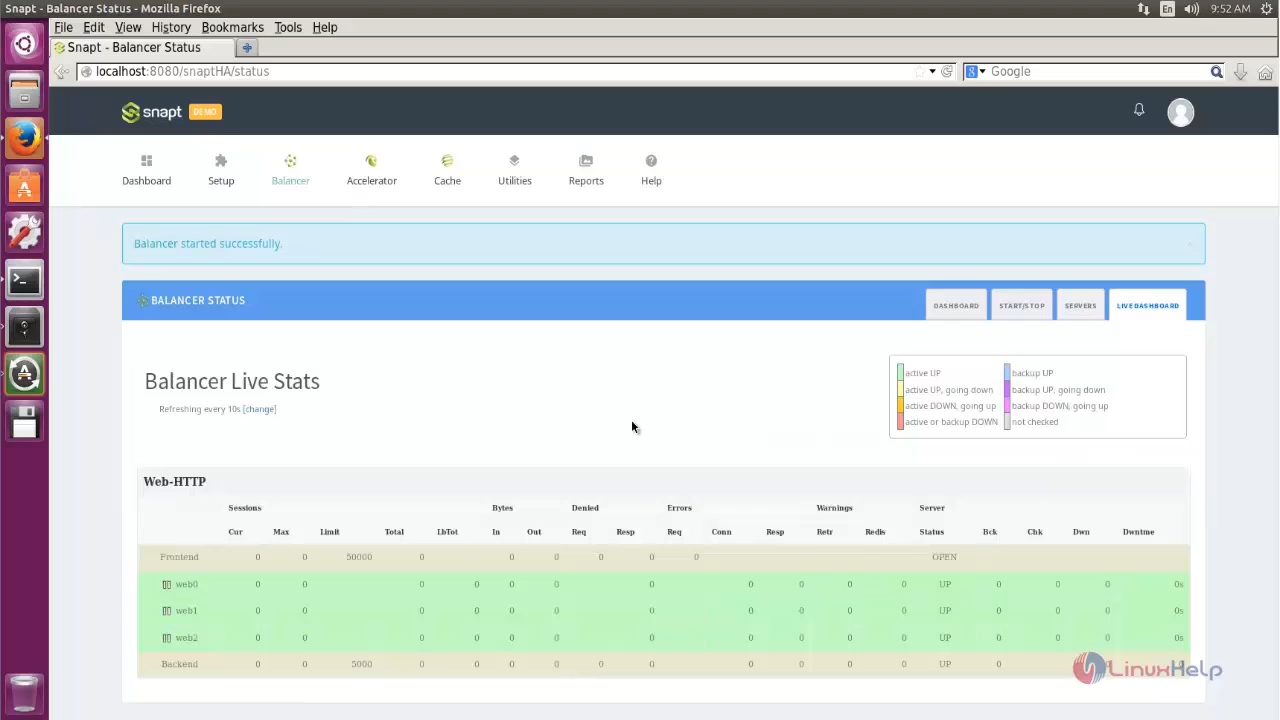 Snapt - Balancer Status - Mozilla Firefox
En 9:52 AM
File Edit View History Bookmarks Tools Help
Snapt - Balancer Status
localhost:8080/snaptHA/status
8 Google
snapt DEMO
Dashboard Setup Balancer Accelerator Cache Utilities Reports Help
Balancer started successfully.
BALANCER STATUS
DASHBOARD START/STOP SERVERS LIVE DASHBOARD
Balancer Live Stats
Refreshing every 10s [change]
active UP backup UP
active UP, going down backup UP, going down
active DOWN, going up backup DOWN, going up
active or backup DOWN not checked
Web-HTTP
Sessions Bytes Denied Errors Warnings Server
Cur Max Limit Total LbTot In Out Req Resp Req Conn Resp Retr Redis Status Bck Chk Dwn Dwntme
Frontend 0 0 50000 0 0 0 0 0 0 OPEN
web0 0 0 0 0 0 0 0 0 0 UP 0 0 0 0s
web1 0 0 0 0 0 0 0 0 0 UP 0 0 0 0s
web2 0 0 0 0 0 0 0 0 0 UP 0 0 0 0s
Backend 0 0 5000 0 0 0 0 0 0 0 0 0 UP 0
LinuxHelp